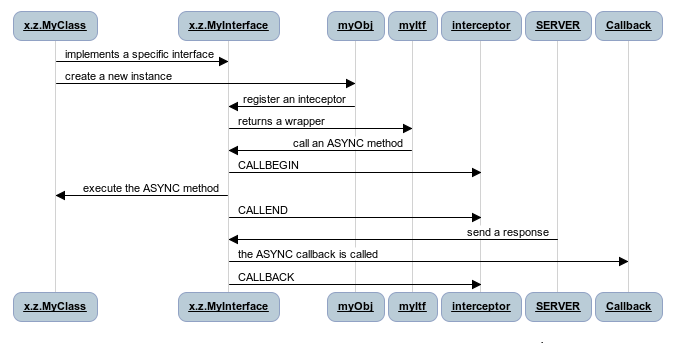 x.z.MyClass x.z.MyInterface myObj myItf interceptor SERVER Callback
implements a specific interface
create a new instance
register an inteceptor
returns a wrapper
call an ASYNC method
CALLBEGIN
execute the ASYNC method
CALLEND
send a response
the ASYNC callback is called
CALLBACK
x.z.MyClass x.z.MyInterface myObj myItf interceptor SERVER Callback